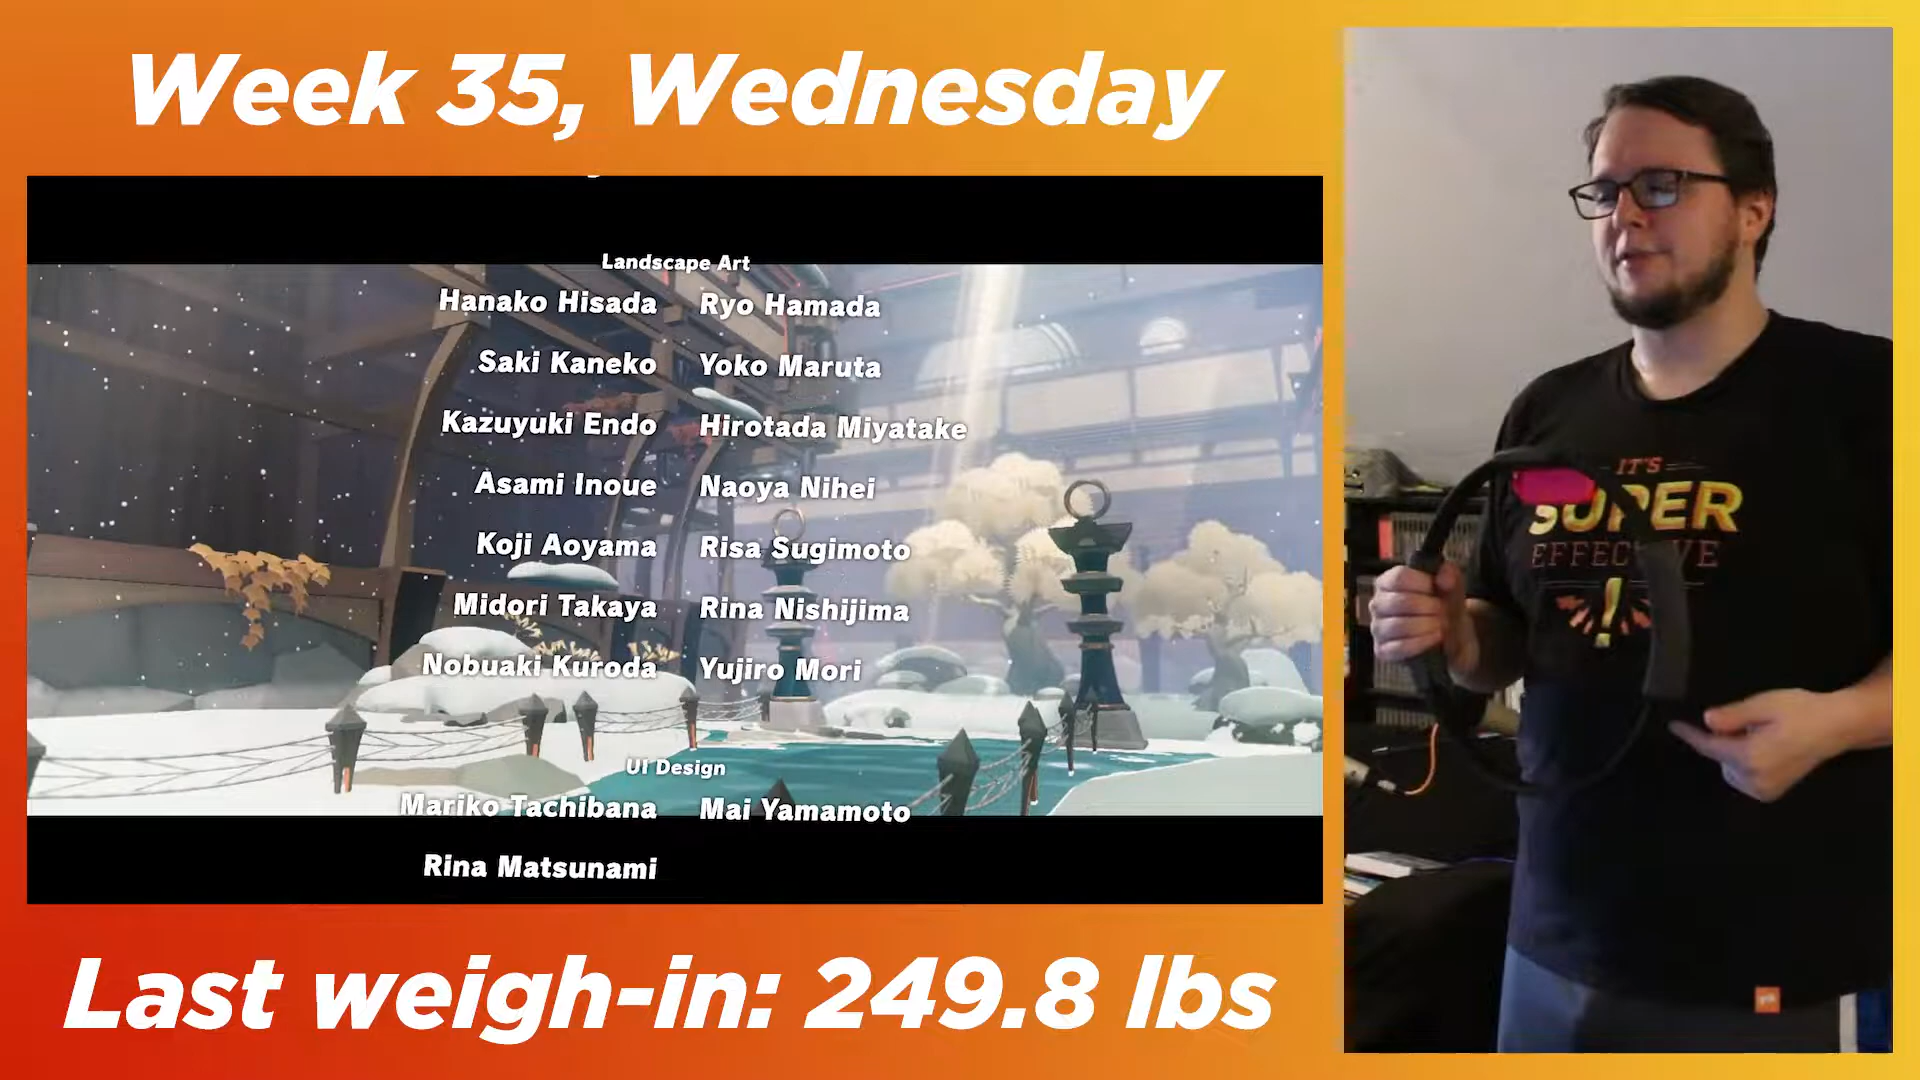 Week 35, Wednesday
Landscape Art
Hanako Hisada Ryo Hamada
Saki Kaneko Yoko Maruta
Kazuyuki Endo Hirotada Miyatake
Asami Inoue Naoya Nihei
Koji Aoyama Risa Sugimoto
Midori Takaya Rina Nishijima
Nobuaki Kuroda Yujiro Mori
UI Design
Mariko Tachibana Mai Yamamoto
Rina Matsunami
Last weigh-in: 249.8 lbs
IT'S
SUPER
EFFECTIVE
!